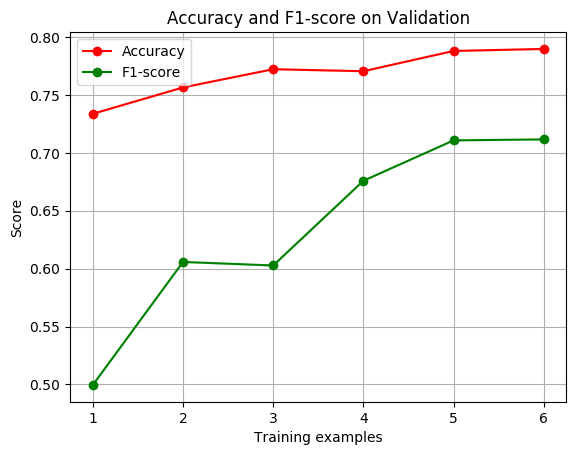 Accuracy and F1-score on Validation
0.80
0.75
0.70
0.65
0.60
0.55
0.50
Score
Accuracy
F1-score
1 2 3 4 5 6
Training examples